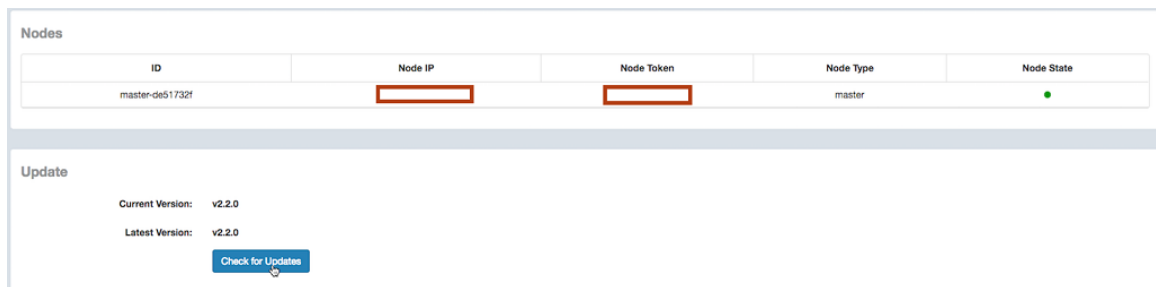 Nodes
ID Node IP Node Token Node Type Node State
master-de51732f master
Update
Current Version: v2.2.0
Latest Version: v2.2.0
Check for Updates